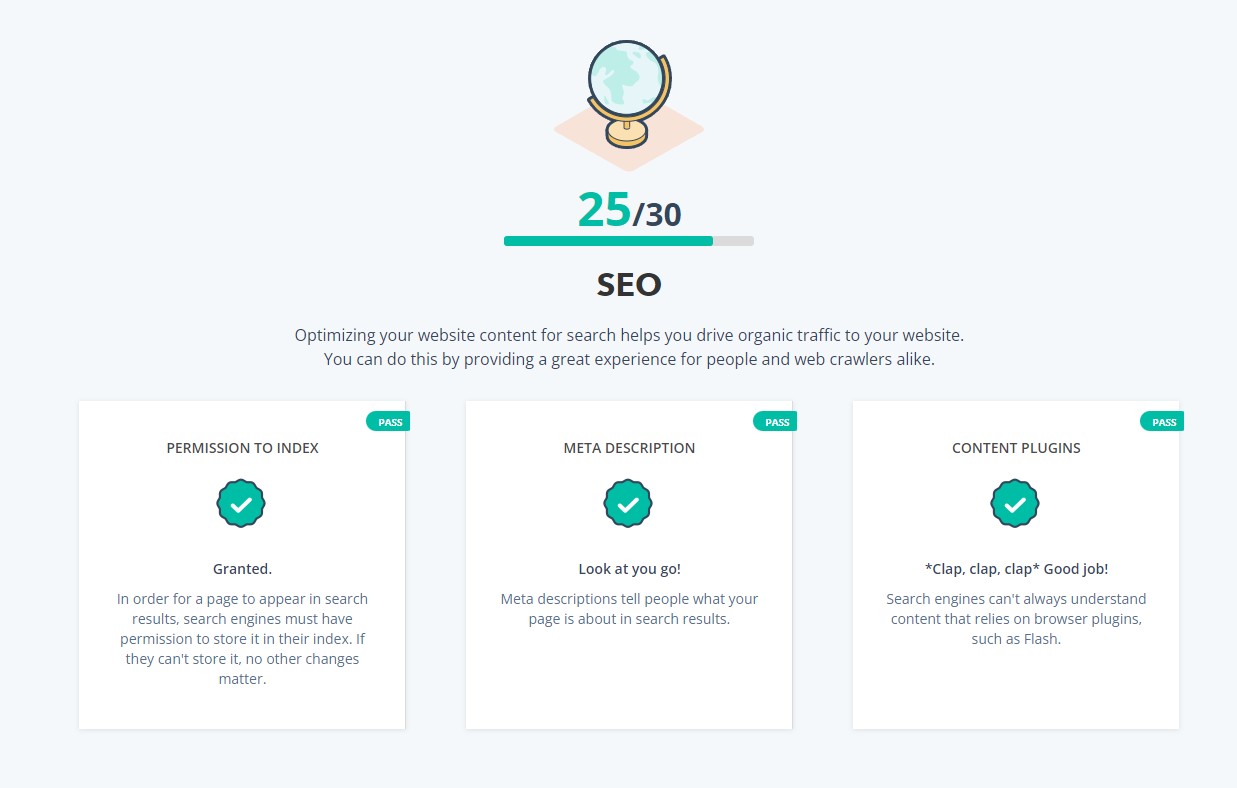 25/30
SEO
Optimizing your website content for search helps you drive organic traffic to your website.
You can do this by providing a great experience for people and web crawlers alike.
PASS
PERMISSION TO INDEX
Granted.
In order for a page to appear in search
results, search engines must have
permission to store it in their index. If
they can't store it, no other changes
matter.
PASS
META DESCRIPTION
Look at you go!
Meta descriptions tell people what your
page is about in search results.
PASS
CONTENT PLUGINS
*Clap, clap, clap* Good job!
Search engines can't always understand
content that relies on browser plugins,
such as Flash.